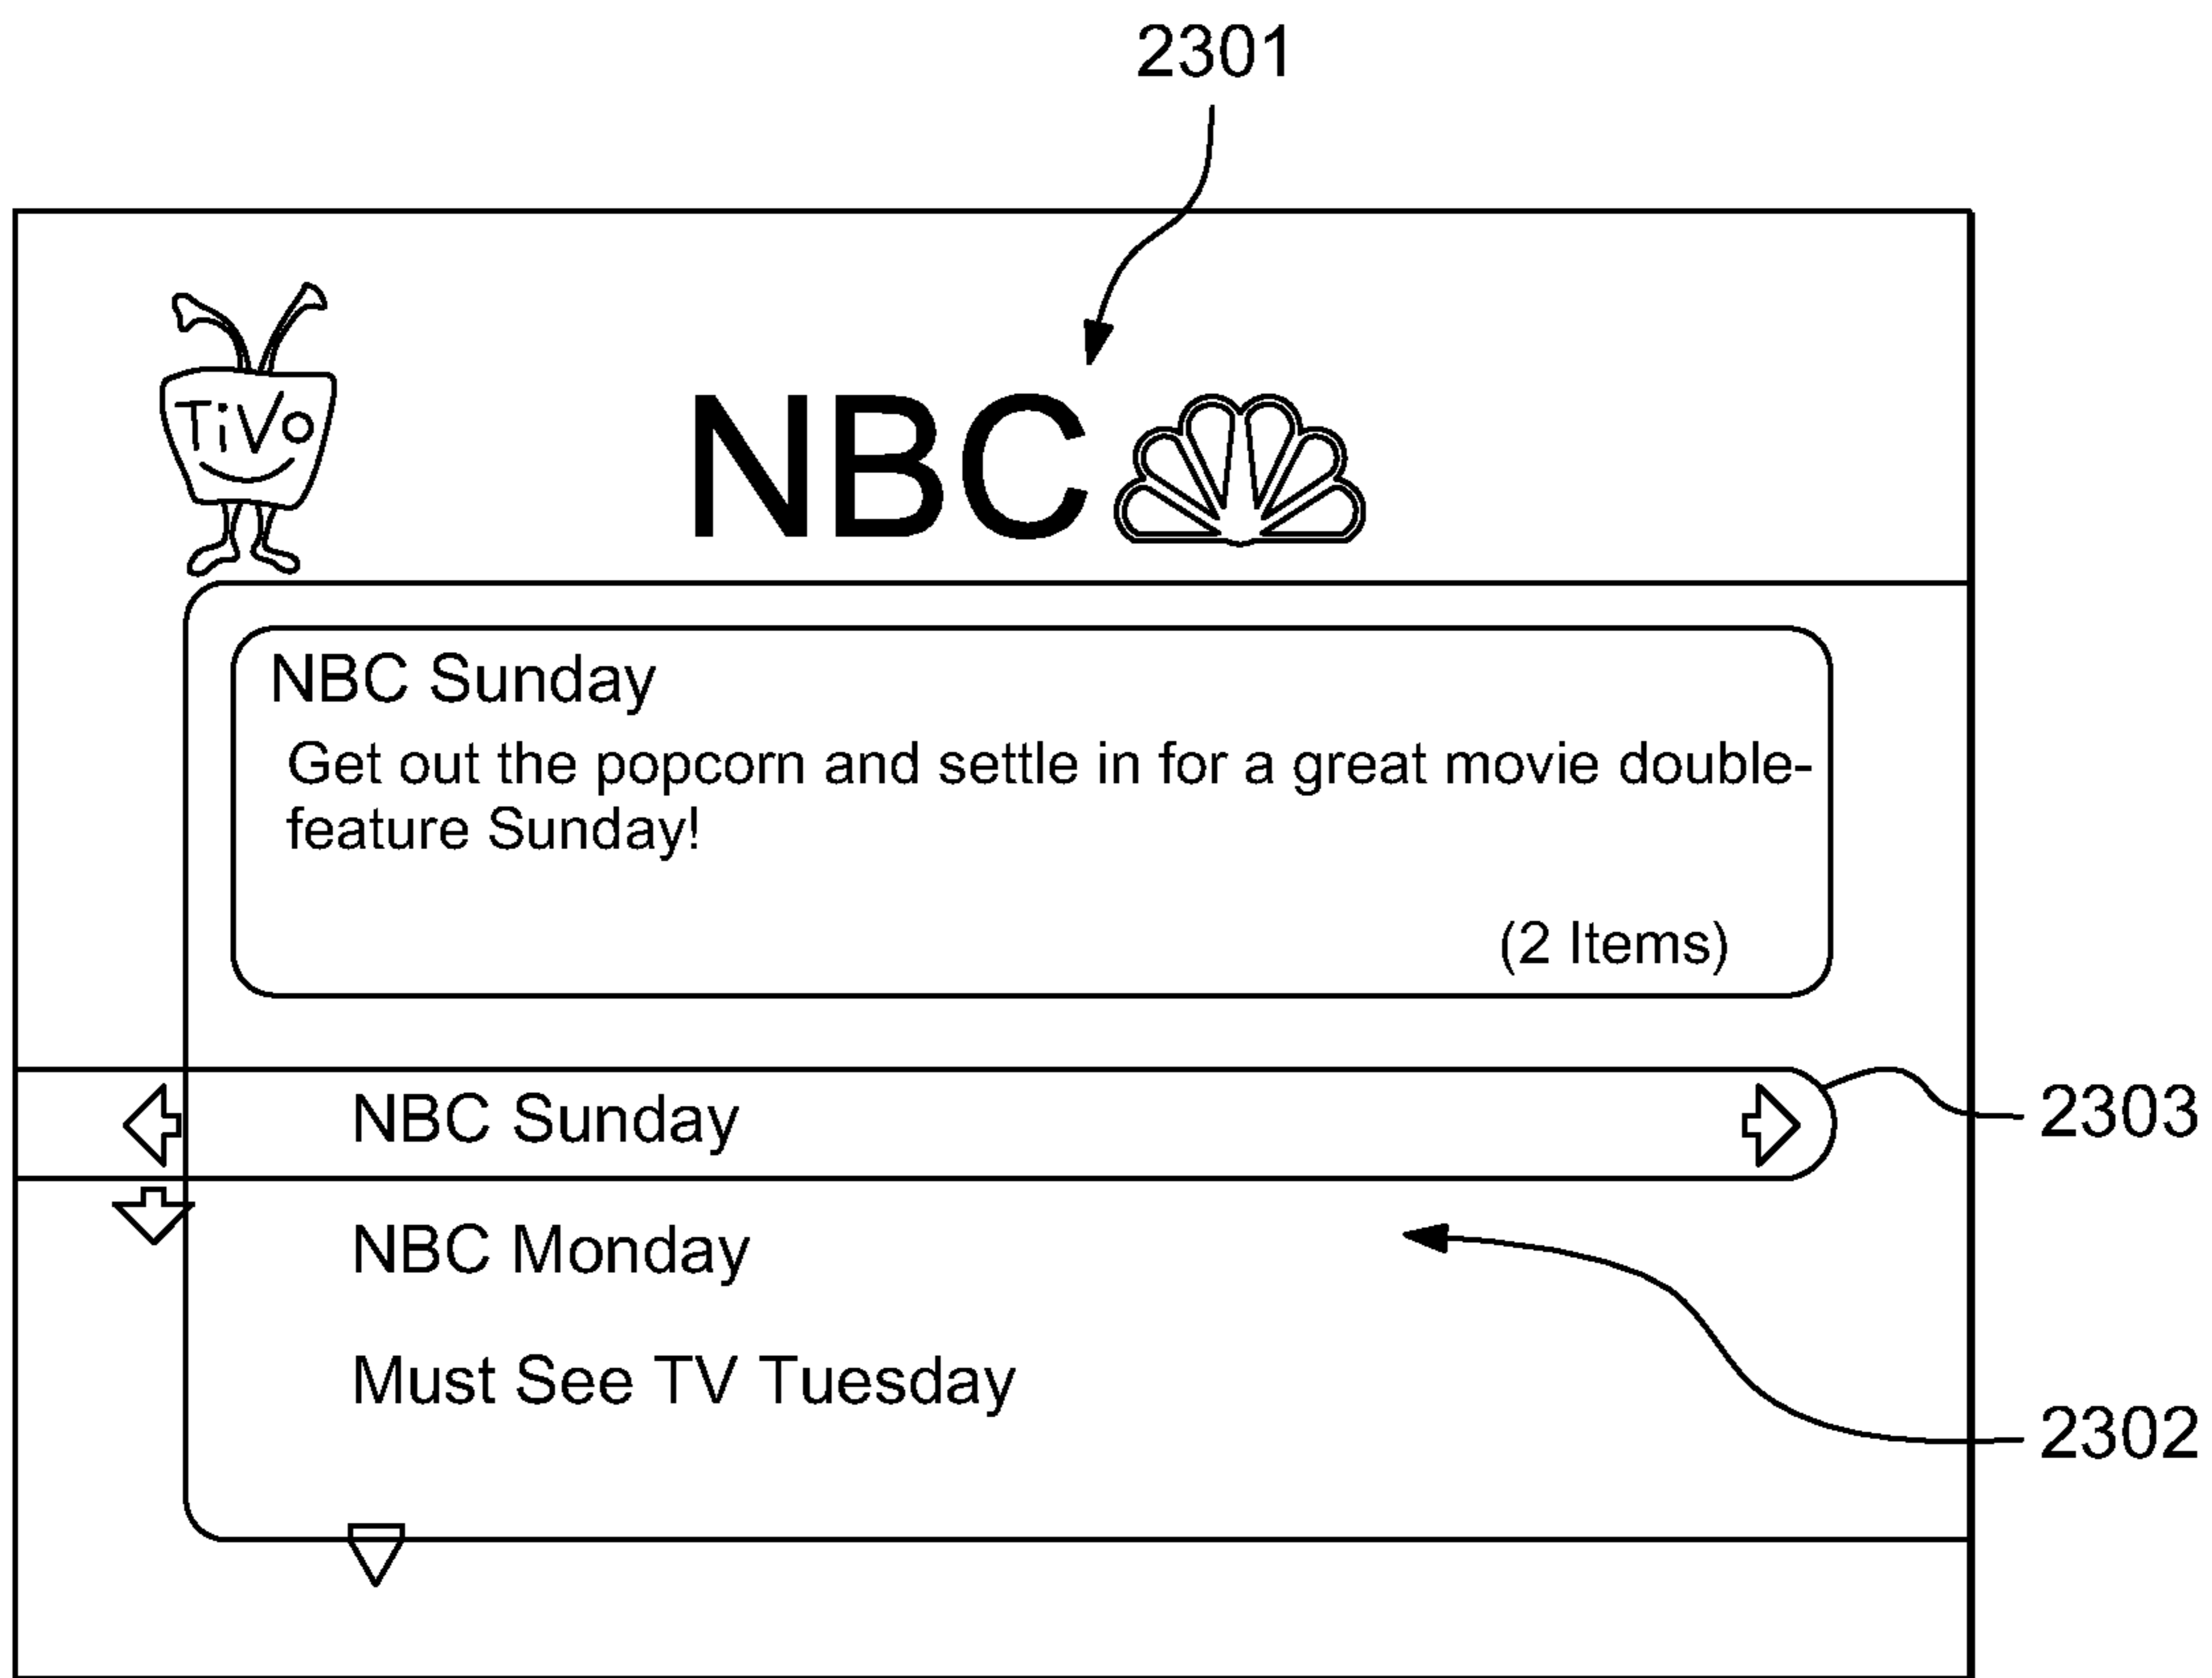 2301
TiVo
NBC
NBC Sunday
Get out the popcorn and settle in for a great movie double-
feature Sunday!
(2 Items)
NBC Sunday
2303
NBC Monday
Must See TV Tuesday
2302